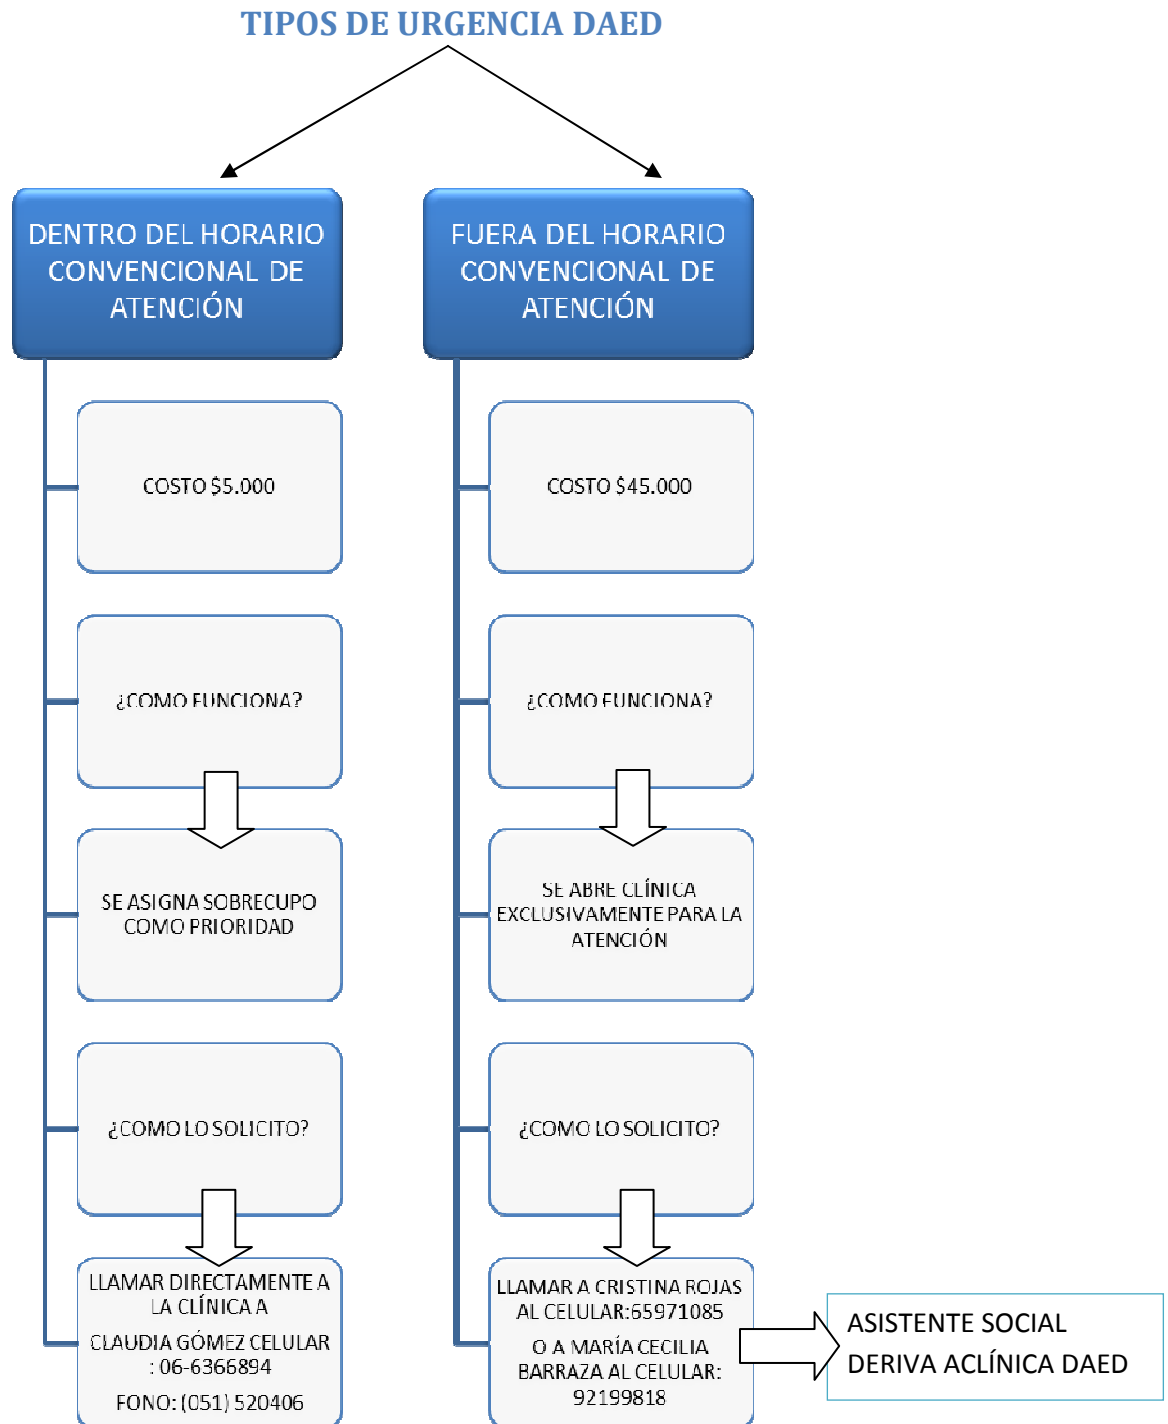 TIPOS DE URGENCIA DAED
DENTRO DEL HORARIO
CONVENCIONAL DE
ATENCIÓN
COSTO $5.000
¿COMO FUNCIONA?
SE ASIGNA SOBRECUPO
COMO PRIORIDAD
¿COMO LO SOLICITO?
LLAMAR DIRECTAMENTE A
LA CLÍNICA A
CLAUDIA GÓMEZ CELULAR
: 06-6366894
FONO: (051) 520406
FUERA DEL HORARIO
CONVENCIONAL DE
ATENCIÓN
COSTO $45.000
¿COMO FUNCIONA?
SE ABRE CLÍNICA
EXCLUSIVAMENTE PARA LA
ATENCIÓN
¿COMO LO SOLICITO?
LLAMAR A CRISTINA ROJAS
AL CELULAR:65971085
O A MARÍA CECILIA
BARRAZA AL CELULAR:
92199818
ASISTENTE SOCIAL
DERIVA ACLÍNICA DAED